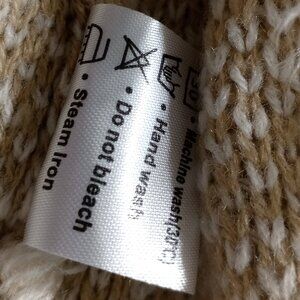 • Machine wash(30°C)
• Hand wash
• Do not bleach
• Steam Iron